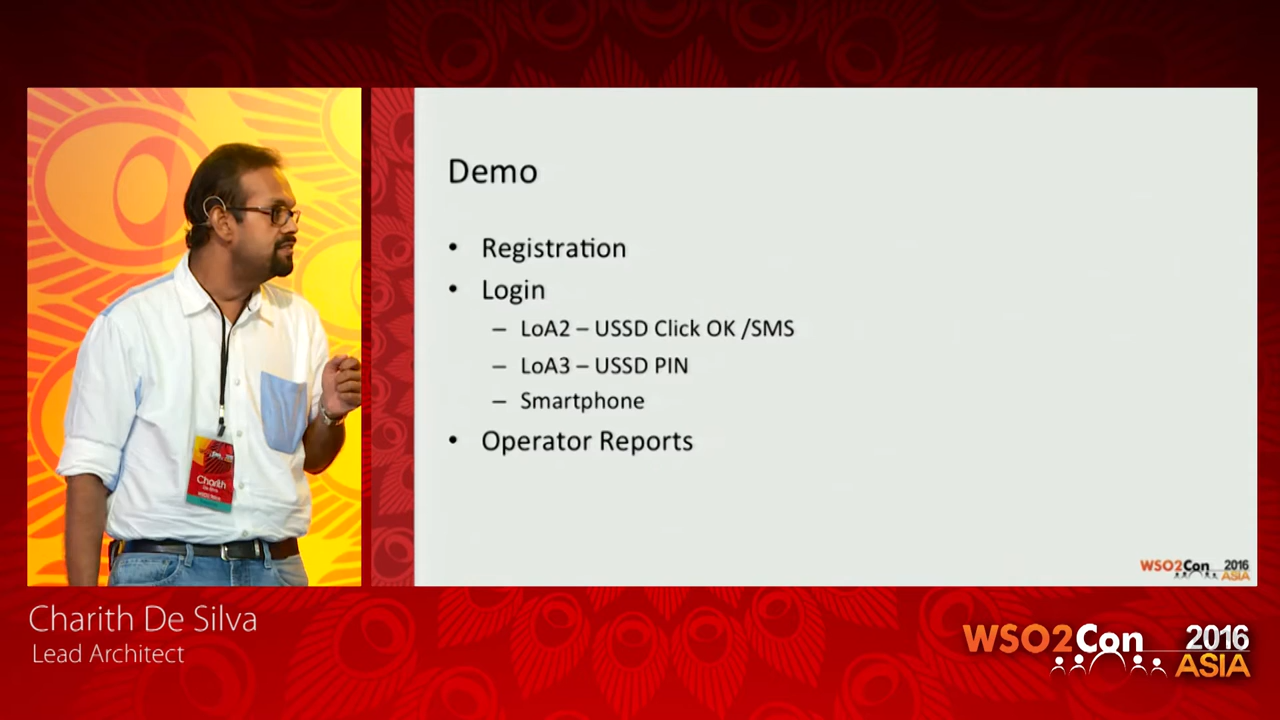 Demo
• Registration
• Login
– LoA2 – USSD Click OK /SMS
– LoA3 – USSD PIN
– Smartphone
• Operator Reports
WSO2Con 2016
ASIA
Charith
Charith De Silva
Lead Architect
WSO2Con 2016
ASIA